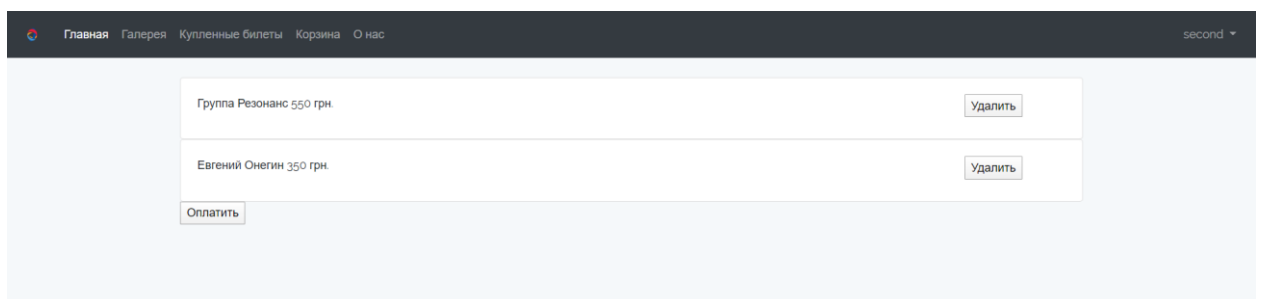 Главная Галерея Купленные билеты Корзина О нас second
Группа Резонанс 550 грн. Удалить
Евгений Онегин 350 грн. Удалить
Оплатить